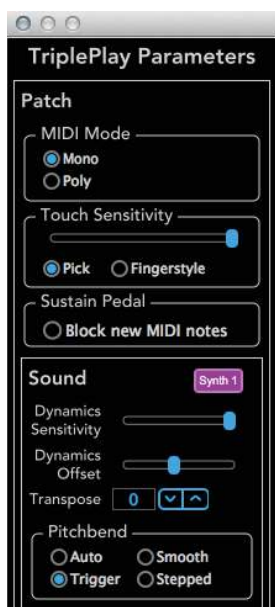 TriplePlay Parameters
Patch
MIDI Mode
Mono
Poly
Touch Sensitivity
Pick Fingerstyle
Sustain Pedal
Block new MIDI notes
Sound Synth 1
Dynamics
Sensitivity
Dynamics
Offset
Transpose 0
Pitchbend
Auto Smooth
Trigger Stepped